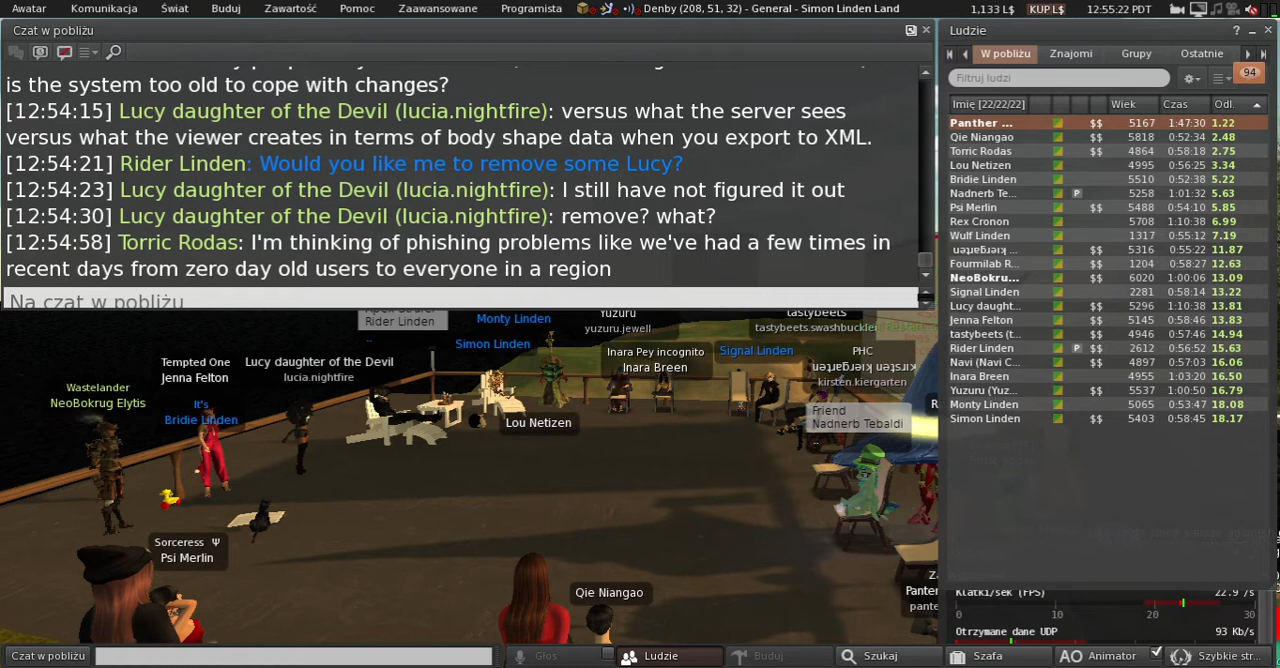 Awatar Komunikacja Świat Buduj Zawartość Pomoc Zaawansowane Programista Denby (208, 51, 32) - General - Simon Linden Land 1,133 L$ KUP L$ 12:55:22 PDT
Czat w pobliżu
is the system too old to cope with changes?
[12:54:15] Lucy daughter of the Devil (lucia.nightfire): versus what the server sees
versus what the viewer creates in terms of body shape data when you export to XML.
[12:54:21] Rider Linden: Would you like me to remove some Lucy?
[12:54:23] Lucy daughter of the Devil (lucia.nightfire): I still have not figured it out
[12:54:30] Lucy daughter of the Devil (lucia.nightfire): remove? what?
[12:54:58] Torric Rodas: I'm thinking of phishing problems like we've had a few times in
recent days from zero day old users to everyone in a region
Na czat w pobliżu
Rider Linden
Monty Linden
Simon Linden
Yuzuru
yuzuru.jewell
tastybeets
tastybeets.swashbuckler
Tempted One
Jenna Felton
Lucy daughter of the Devil
lucia.nightfire
Inara Pey incognito
Inara Breen
Signal Linden
PHC
kirsten.kiergarten
Wastelander
NeoBokrug Elytis
It's
Bridie Linden
Lou Netizen
Friend
Nadnerb Tebaldi
Sorceress Ψ
Psi Merlin
Qie Niangao
Ludzie
W pobliżu Znajomi Grupy Ostatnie
Filtruj ludzi
94
Imię [22/22/22] Wiek Czas Odl.
Panther ... $$ 5167 1:47:30 1.22
Qie Niangao $$ 5818 0:52:34 2.48
Torric Rodas $$ 4864 0:58:18 2.75
Lou Netizen 4995 0:56:25 3.34
Bridie Linden 5510 0:52:38 5.22
Nadnerb Te... P 5258 1:01:32 5.63
Psi Merlin $$ 5488 0:54:10 5.85
Rex Cronon 5708 1:10:38 6.99
Wulf Linden 1317 0:55:12 7.19
$$ 5316 0:55:22 11.87
Fourmilab R... $$ 1204 0:58:27 12.63
NeoBokru... $$ 6020 1:00:06 13.09
Signal Linden 2281 0:58:14 13.22
Lucy daught... $$ 5296 1:10:38 13.81
Jenna Felton $$ 5145 0:58:46 13.83
tastybeets (t... $$ 4946 0:57:46 14.94
Rider Linden P $$ 2612 0:56:52 15.63
Navi (Navi C... $$ 4897 0:57:03 16.06
Inara Breen 4955 1:03:20 16.50
Yuzuru (Yuz... $$ 5537 1:00:50 16.79
Monty Linden 5065 0:53:47 18.08
Simon Linden $$ 5403 0:58:45 18.17
Klatki/sek (FPS) 22.9 /s
0 10 20 30
Otrzymane dane UDP 93 Kb/s
Czat w pobliżu Głos Ludzie Buduj Szukaj Szafa AO Animator Szybkie str...